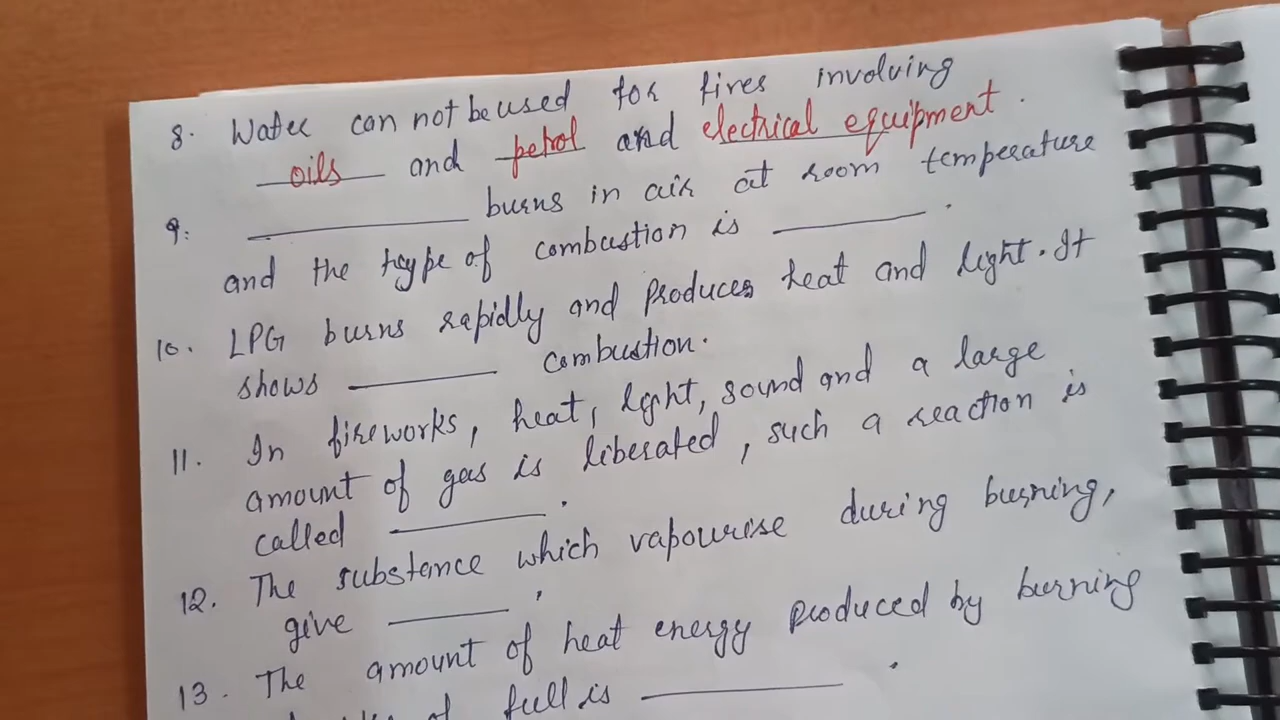 8. Water can not be used for fires involving
oils and petrol and electrical equipment.
9. ________ burns in air at room temperature
and the type of combustion is ________.
10. LPG burns rapidly and produces heat and light. It
shows ________ combustion.
11. In fireworks, heat, light, sound and a large
amount of gas is liberated, such a reaction is
called ________.
12. The substance which vapourise during burning,
give ________.
13. The amount of heat energy produced by burning
of full is ________.